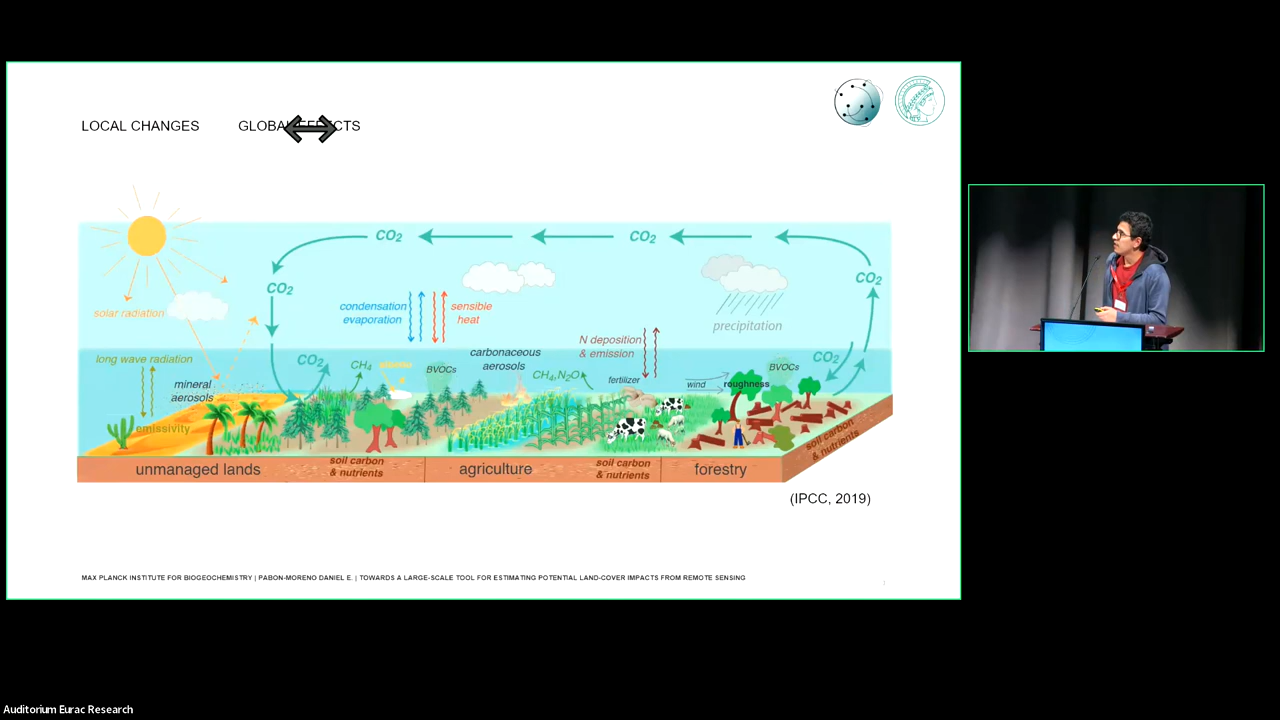 LOCAL CHANGES GLOBAL EFFECTS
CO₂ CO₂
CO₂ CO₂
solar radiation
condensation
evaporation
sensible
heat
precipitation
long wave radiation
mineral
aerosols
CO₂
CH₄
BVOCs
carbonaceous
aerosols
N deposition
& emission
CH₄, N₂O
fertilizer
wind
roughness
BVOCs
CO₂
emissivity
unmanaged lands
soil carbon
& nutrients
agriculture
soil carbon
& nutrients
forestry
soil carbon
& nutrients
(IPCC, 2019)
MAX PLANCK INSTITUTE FOR BIOGEOCHEMISTRY | PABON-MORENO DANIEL E. | TOWARDS A LARGE-SCALE TOOL FOR ESTIMATING POTENTIAL LAND-COVER IMPACTS FROM REMOTE SENSING
Auditorium Eurac Research